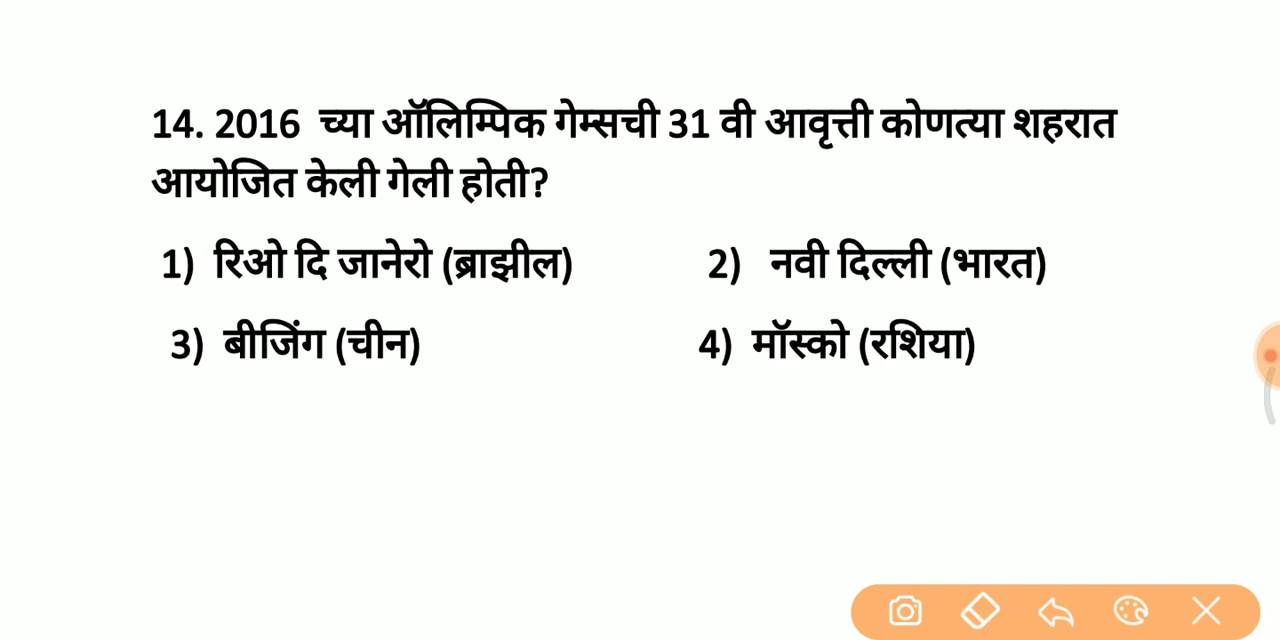 14. 2016 च्या ऑलिम्पिक गेम्सची 31 वी आवृत्ती कोणत्या शहरात
आयोजित केली गेली होती?
1) रिओ दि जानेरो (ब्राझील) 2) नवी दिल्ली (भारत)
3) बीजिंग (चीन) 4) मॉस्को (रशिया)